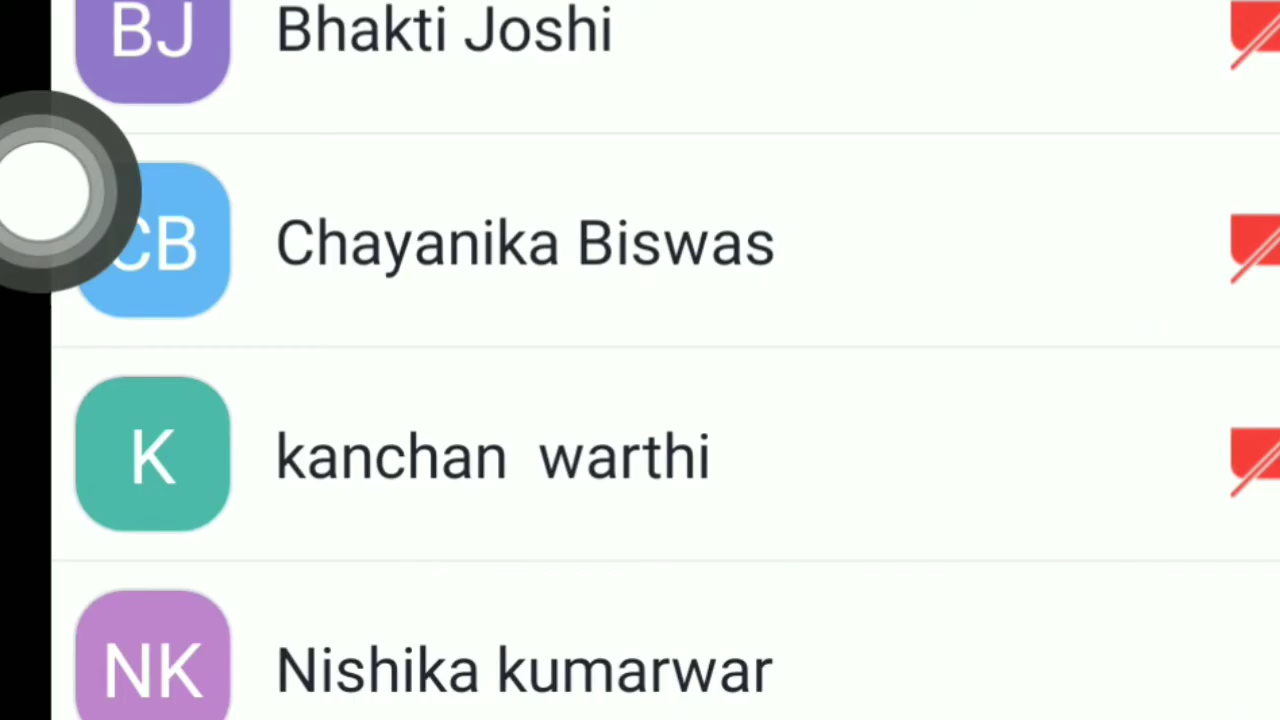 BJ Bhakti Joshi
CB Chayanika Biswas
K kanchan warthi
NK Nishika kumarwar